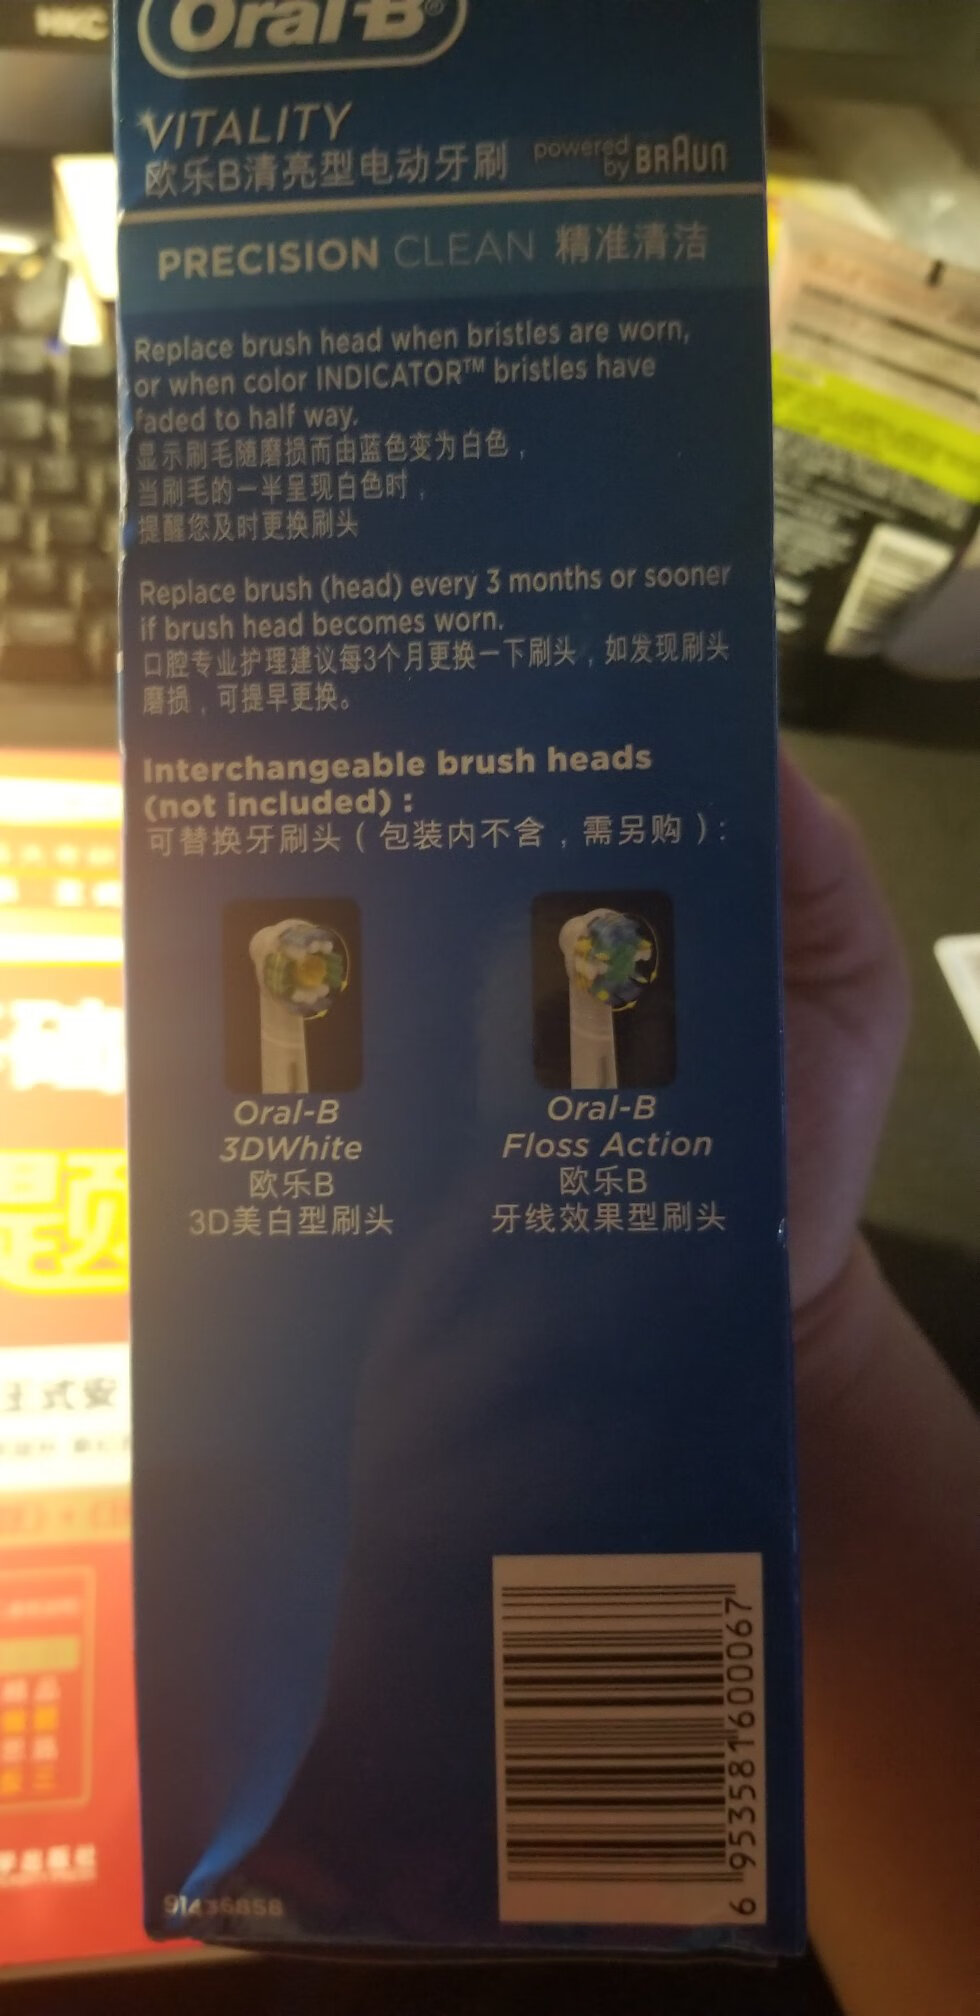 HKC
Oral-B®
VITALITY
欧乐B清亮型电动牙刷
powered by BRAUN
PRECISION CLEAN 精准清洁
Replace brush head when bristles are worn,
or when color INDICATOR™ bristles have
faded to half way.
显示刷毛随磨损而由蓝色变为白色，
当刷毛的一半呈现白色时，
提醒您及时更换刷头
Replace brush (head) every 3 months or sooner
if brush head becomes worn.
口腔专业护理建议每3个月更换一下刷头，如发现刷头
磨损，可提早更换。
Interchangeable brush heads
(not included) :
可替换牙刷头（包装内不含，需另购）：
Oral-B
3DWhite
欧乐B
3D美白型刷头
Oral-B
Floss Action
欧乐B
牙线效果型刷头
式安
6 953581 600067
91436858